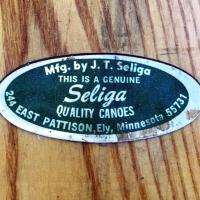 Mfg. by J. T. Seliga
THIS IS A GENUINE
Seliga
QUALITY CANOES
244 EAST PATTISON, Ely, Minnesota 55731